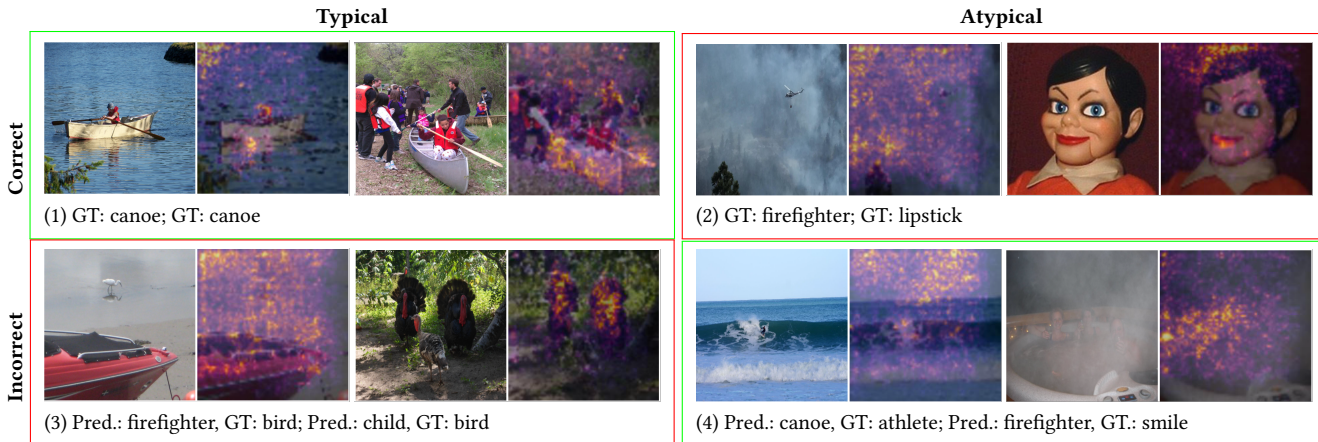 Typical
Atypical
Correct
(1) GT: canoe; GT: canoe
(2) GT: firefighter; GT: lipstick
Incorrect
(3) Pred.: firefighter, GT: bird; Pred.: child, GT: bird
(4) Pred.: canoe, GT: athlete; Pred.: firefighter, GT.: smile